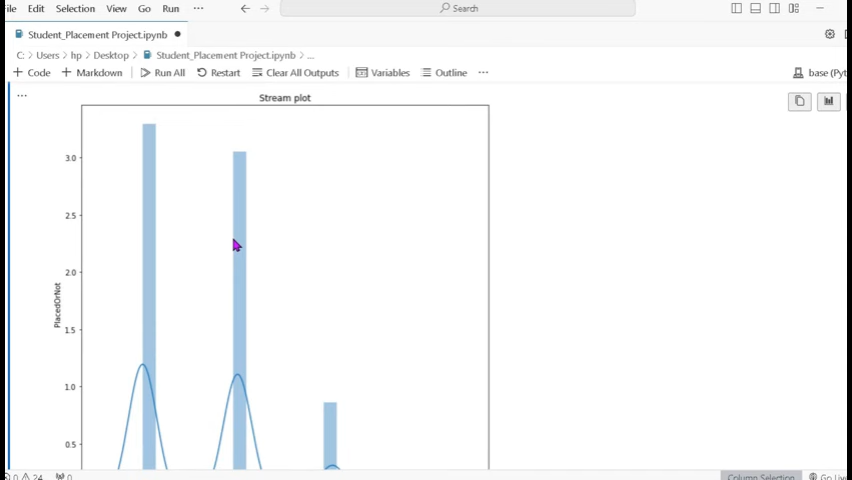 File Edit Selection View Go Run ··· Search
Student_Placement Project.ipynb
C: > Users > hp > Desktop > Student_Placement Project.ipynb > ...
+ Code + Markdown Run All Restart Clear All Outputs Variables Outline ··· base (Pyt
...
Stream plot
3.0
2.5
2.0
PlacedOrNot
1.5
1.0
0.5
0 24 0 Column Selection Go Live